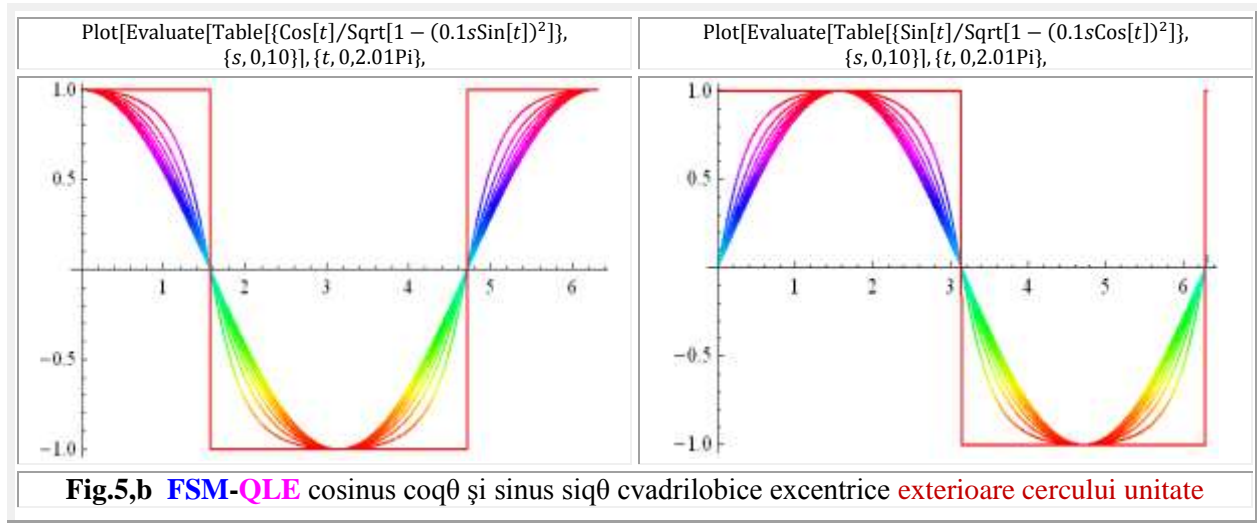 Plot[Evaluate[Table[{Cos[t]/Sqrt[1 − (0.1sSin[t])²]},
{s, 0,10}]], {t, 0,2.01Pi},
Plot[Evaluate[Table[{Sin[t]/Sqrt[1 − (0.1sCos[t])²]},
{s, 0,10}]], {t, 0,2.01Pi},
1.0
0.5
−0.5
−1.0
1 2 3 4 5 6
1.0
0.5
−0.5
−1.0
1 2 3 4 5 6
Fig.5,b FSM-QLE cosinus coqθ şi sinus siqθ cvadrilobice excentrice exterioare cercului unitate